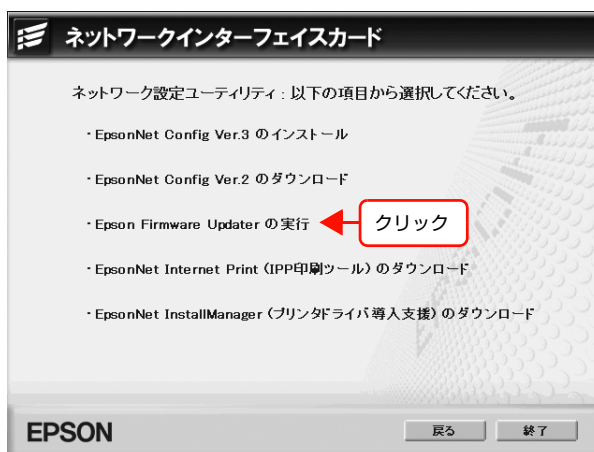 ネットワークインターフェイスカード
ネットワーク設定ユーティリティ:以下の項目から選択してください。
・EpsonNet Config Ver.3 のインストール
・EpsonNet Config Ver.2 のダウンロード
・Epson Firmware Updater の実行 クリック
・EpsonNet Internet Print (IPP印刷ツール) のダウンロード
・EpsonNet InstallManager (プリンタドライバ導入支援) のダウンロード
EPSON 戻る 終了